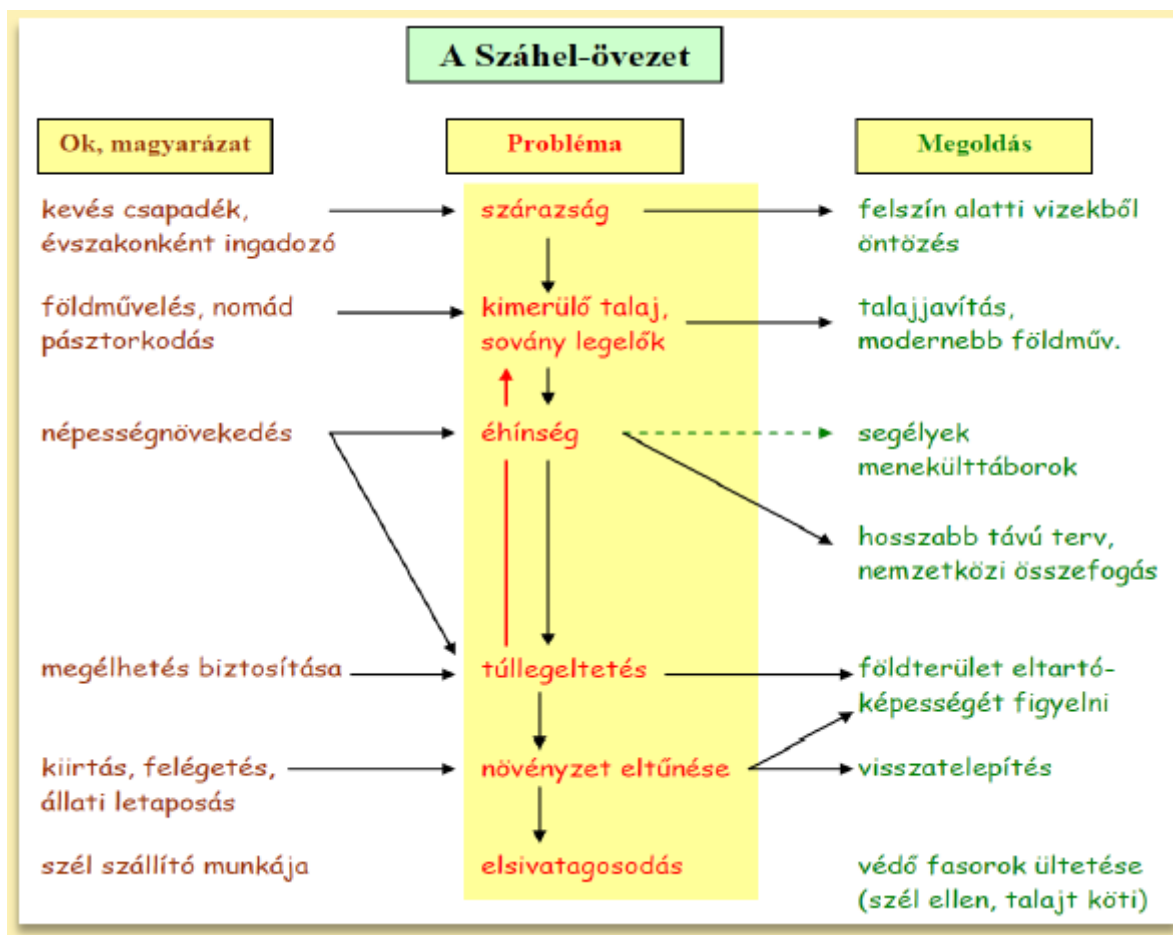 A Száhel-övezet
Ok, magyarázat
Probléma
Megoldás
kevés csapadék,
évszakonként ingadozó
szárazság
felszín alatti vizekből
öntözés
földművelés, nomád
pásztorkodás
kimerülő talaj,
sovány legelők
talajjavítás,
modernebb földműv.
népességnövekedés
éhínség
segélyek
menekülttáborok
hosszabb távú terv,
nemzetközi összefogás
megélhetés biztosítása
túllegeltetés
földterület eltartó-
képességét figyelni
kiirtás, felégetés,
állati letaposás
növényzet eltűnése
visszatelepítés
szél szállító munkája
elsivatagosodás
védő fasorok ültetése
(szél ellen, talajt köti)